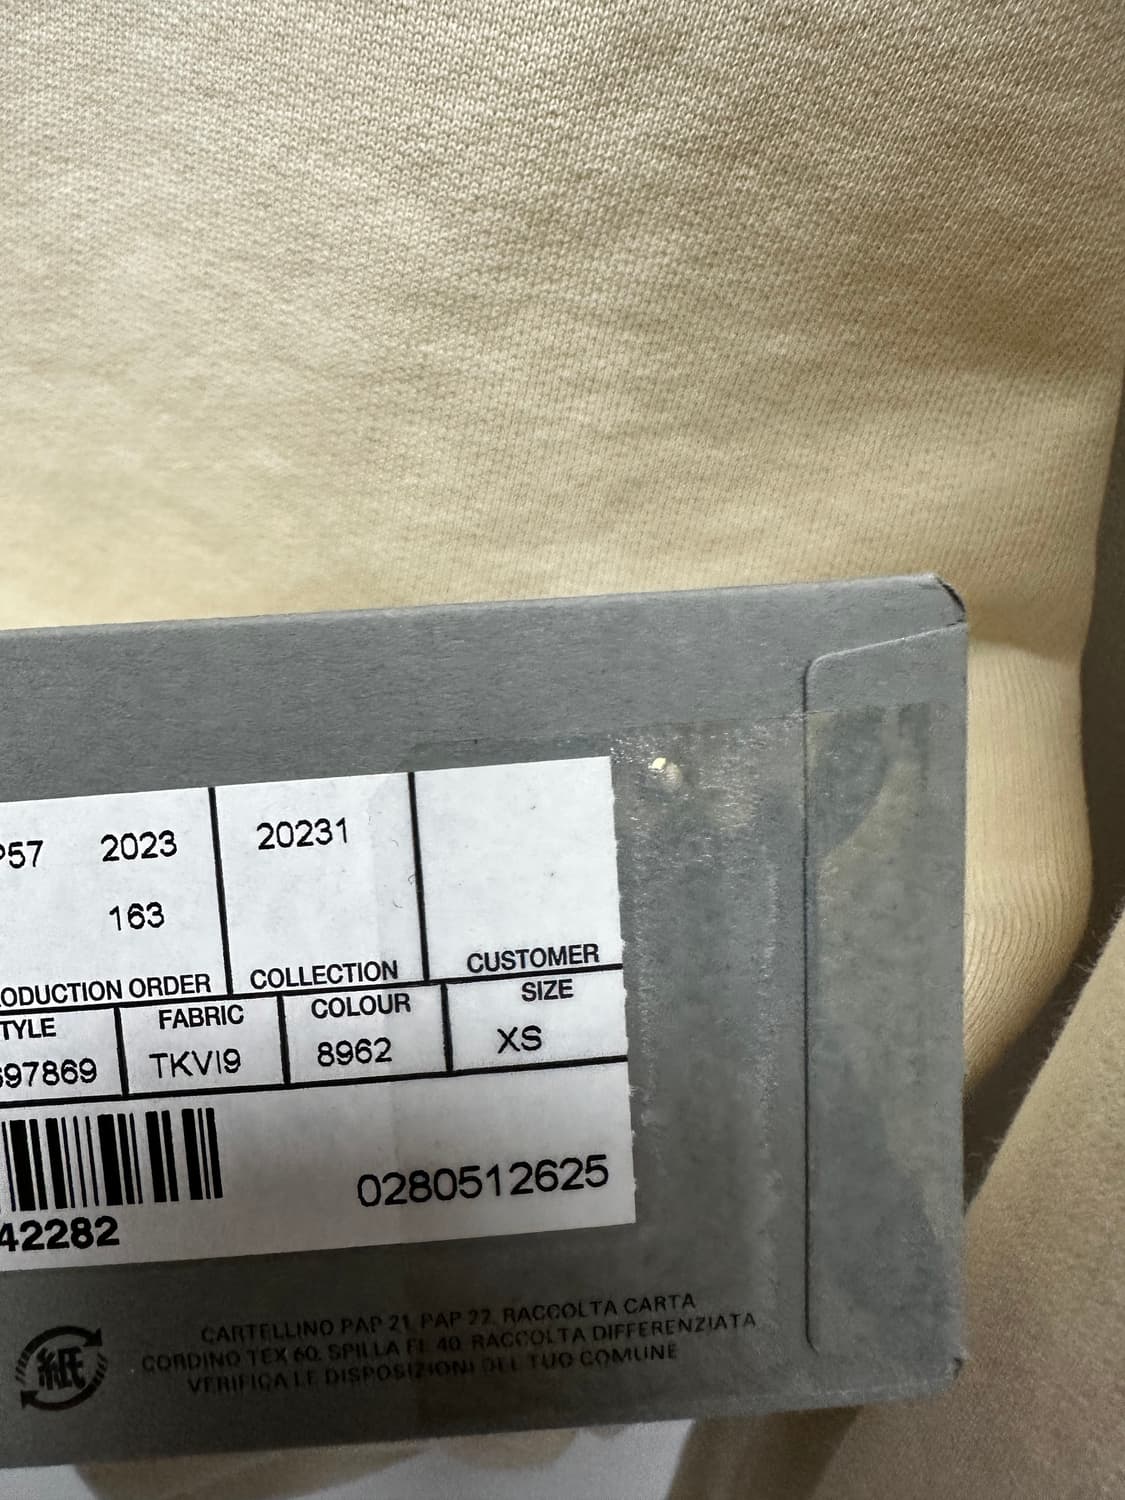 P57 2023 20231
163
ODUCTION ORDER COLLECTION CUSTOMER
TYLE FABRIC COLOUR SIZE
697869 TKVI9 8962 XS
42282 0280512625
CARTELLINO PAP 21, PAP 22. RACCOLTA CARTA
CORDINO TEX 60. SPILLA FE 40. RACCOLTA DIFFERENZIATA
VERIFICA LE DISPOSIZIONI DEL TUO COMUNE
紙